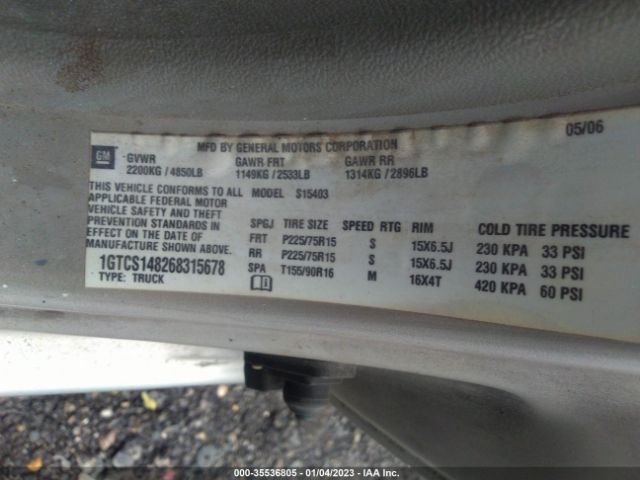 05/06
MFD BY GENERAL MOTORS CORPORATION
GM GVWR GAWR FRT GAWR RR
2200KG / 4850LB 1149KG / 2533LB 1314KG / 2896LB
THIS VEHICLE CONFORMS TO ALL MODEL S15403
APPLICABLE FEDERAL MOTOR
VEHICLE SAFETY AND THEFT
PREVENTION STANDARDS IN
EFFECT ON THE DATE OF
MANUFACTURE SHOWN ABOVE.
1GTCS148268315678
TYPE: TRUCK
SPGJ TIRE SIZE SPEED RTG RIM COLD TIRE PRESSURE
FRT P225/75R15 S 15X6.5J 230 KPA 33 PSI
RR P225/75R15 S 15X6.5J 230 KPA 33 PSI
SPA T155/90R16 M 16X4T 420 KPA 60 PSI
000-35536805 - 01/04/2023 - IAA Inc.